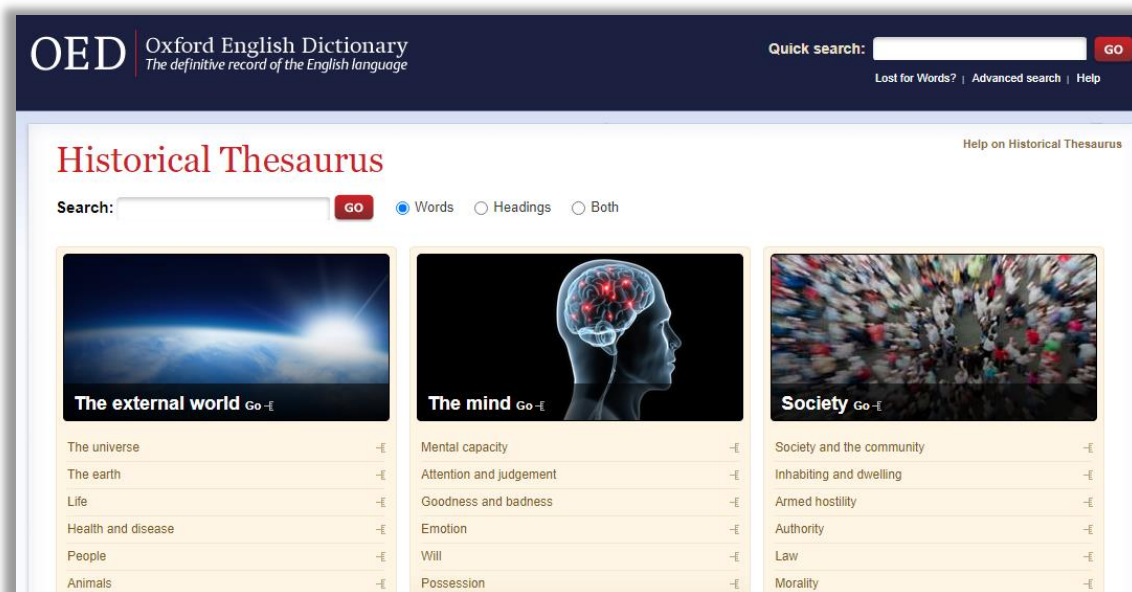 OED
Oxford English Dictionary
The definitive record of the English language
Quick search:
GO
Lost for Words? | Advanced search | Help
Help on Historical Thesaurus
Historical Thesaurus
Search:
GO
Words
Headings
Both
The external world Go
The universe
The earth
Life
Health and disease
People
Animals
The mind Go
Mental capacity
Attention and judgement
Goodness and badness
Emotion
Will
Possession
Society Go
Society and the community
Inhabiting and dwelling
Armed hostility
Authority
Law
Morality